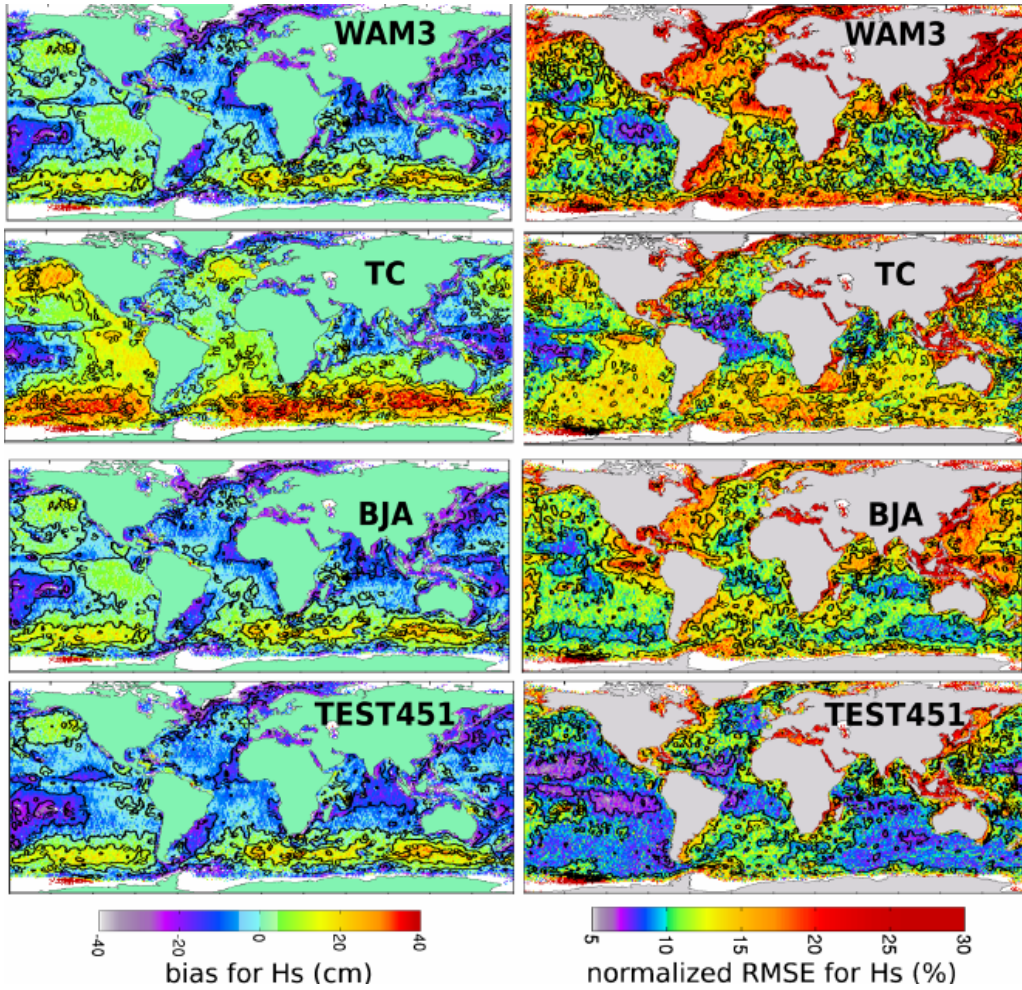 WAM3 WAM3
TC TC
BJA BJA
TEST451 TEST451
-40 -20 0 20 40 5 10 15 20 25 30
bias for Hs (cm) normalized RMSE for Hs (%)